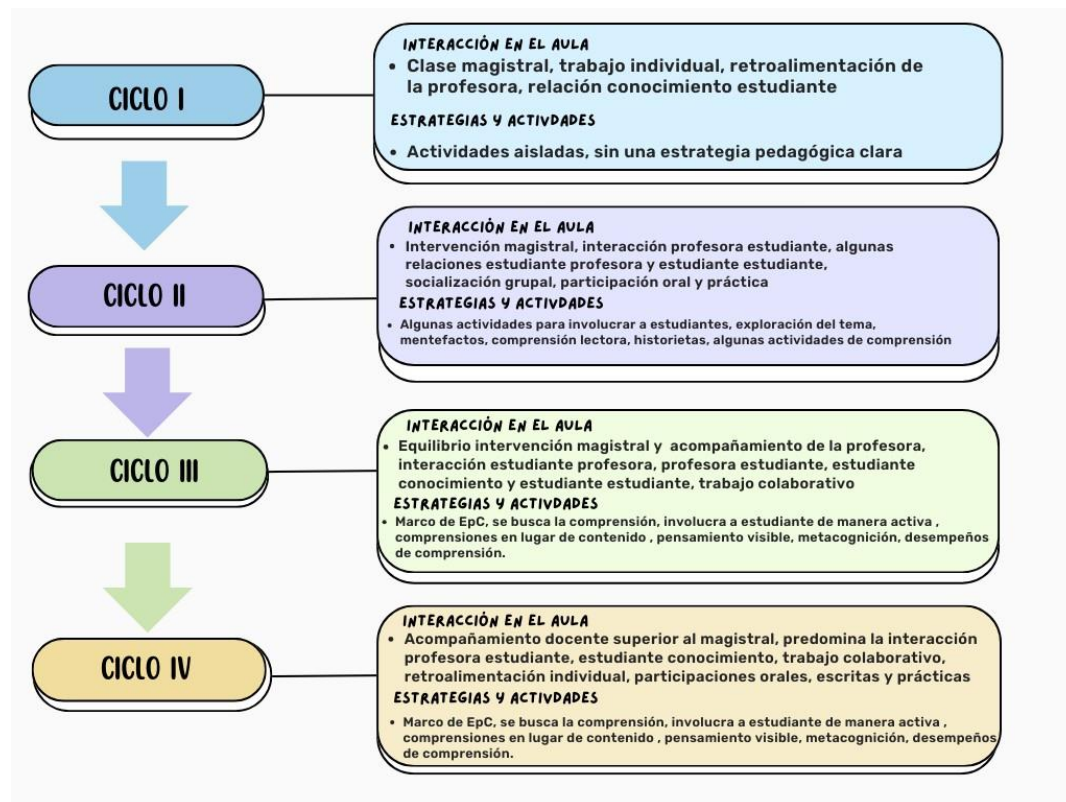 CICLO I
INTERACCIÓN EN EL AULA
• Clase magistral, trabajo individual, retroalimentación de
la profesora, relación conocimiento estudiante
ESTRATEGIAS Y ACTIVDADES
• Actividades aisladas, sin una estrategia pedagógica clara
CICLO II
INTERACCIÓN EN EL AULA
• Intervención magistral, interacción profesora estudiante, algunas
relaciones estudiante profesora y estudiante estudiante,
socialización grupal, participación oral y práctica
ESTRATEGIAS Y ACTIVDADES
• Algunas actividades para involucrar a estudiantes, exploración del tema,
mentefactos, comprensión lectora, historietas, algunas actividades de comprensión
CICLO III
INTERACCIÓN EN EL AULA
• Equilibrio intervención magistral y acompañamiento de la profesora,
interacción estudiante profesora, profesora estudiante, estudiante
conocimiento y estudiante estudiante, trabajo colaborativo
ESTRATEGIAS Y ACTIVDADES
• Marco de EpC, se busca la comprensión, involucra a estudiante de manera activa ,
comprensiones en lugar de contenido , pensamiento visible, metacognición, desempeños
de comprensión.
CICLO IV
INTERACCIÓN EN EL AULA
• Acompañamiento docente superior al magistral, predomina la interacción
profesora estudiante, estudiante conocimiento, trabajo colaborativo,
retroalimentación individual, participaciones orales, escritas y prácticas
ESTRATEGIAS Y ACTIVDADES
• Marco de EpC, se busca la comprensión, involucra a estudiante de manera activa ,
comprensiones en lugar de contenido , pensamiento visible, metacognición, desempeños
de comprensión.